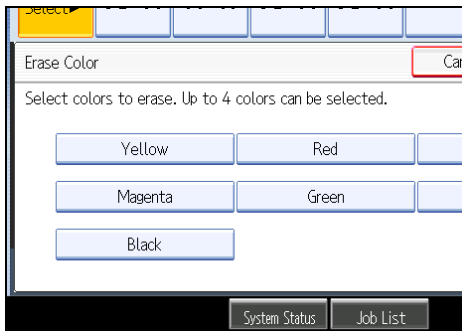 Select►
Erase Color
Select colors to erase. Up to 4 colors can be selected.
Yellow Red
Magenta Green
Black
System Status Job List